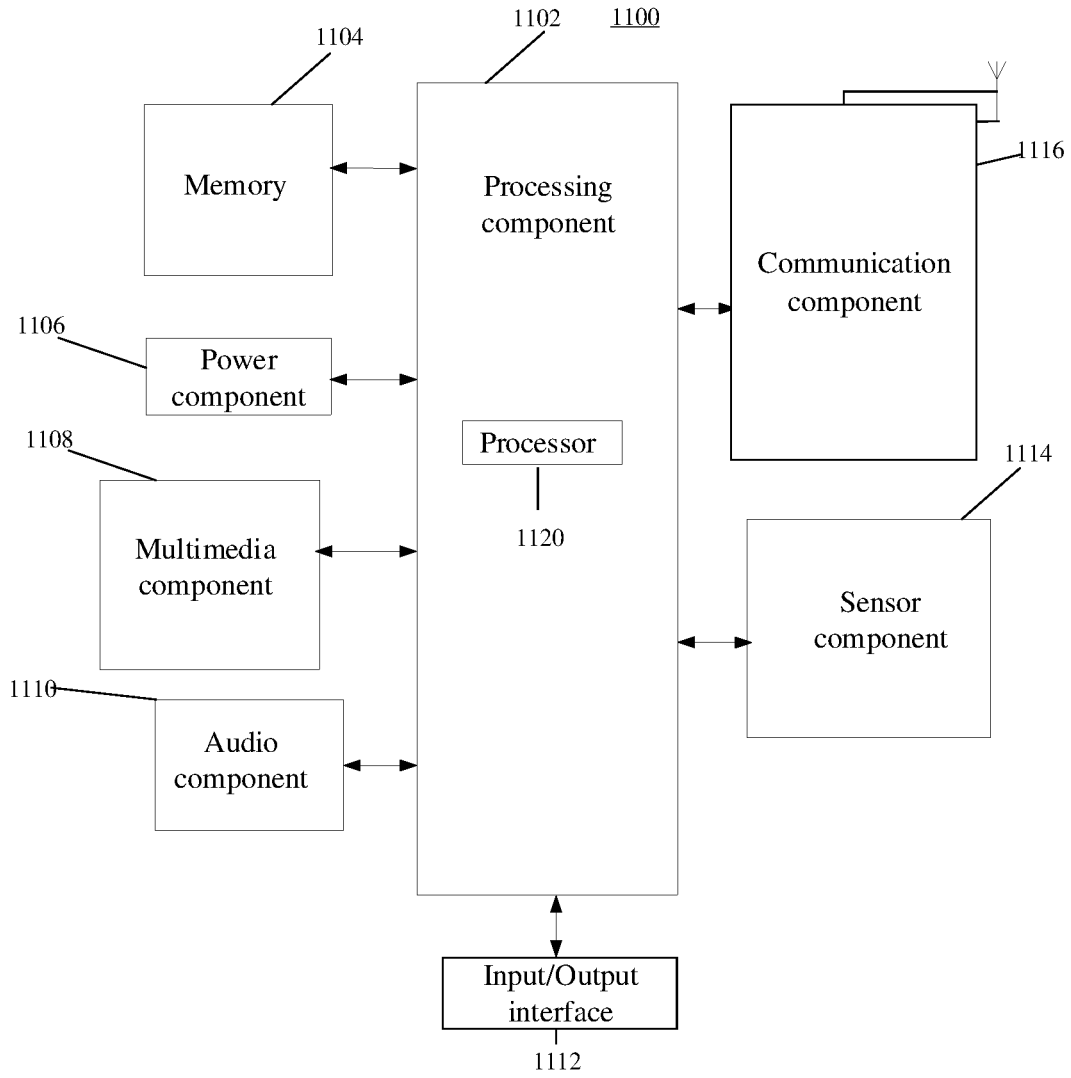 1102
1100
1104
1116
Memory
Processing
component
Communication
component
1106
Power
component
1108
Processor
1114
1120
Multimedia
component
Sensor
component
1110
Audio
component
Input/Output
interface
1112